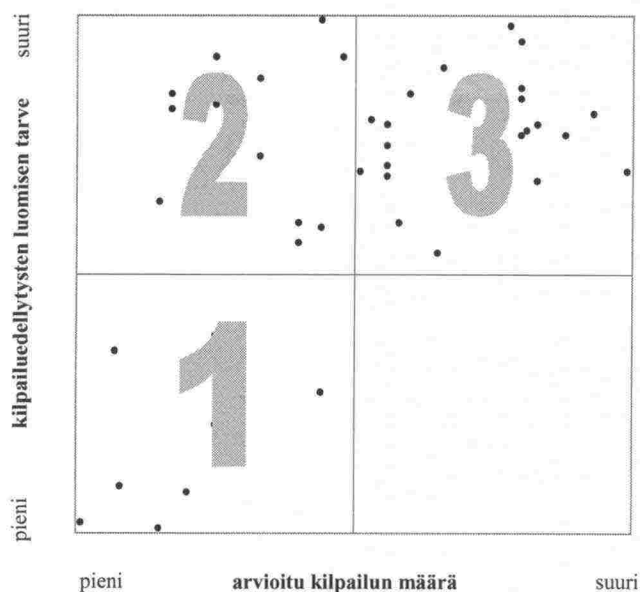 suuri
kilpailuedellytysten luomisen tarve
pieni
2
3
1
pieni
arvioitu kilpailun määrä
suuri